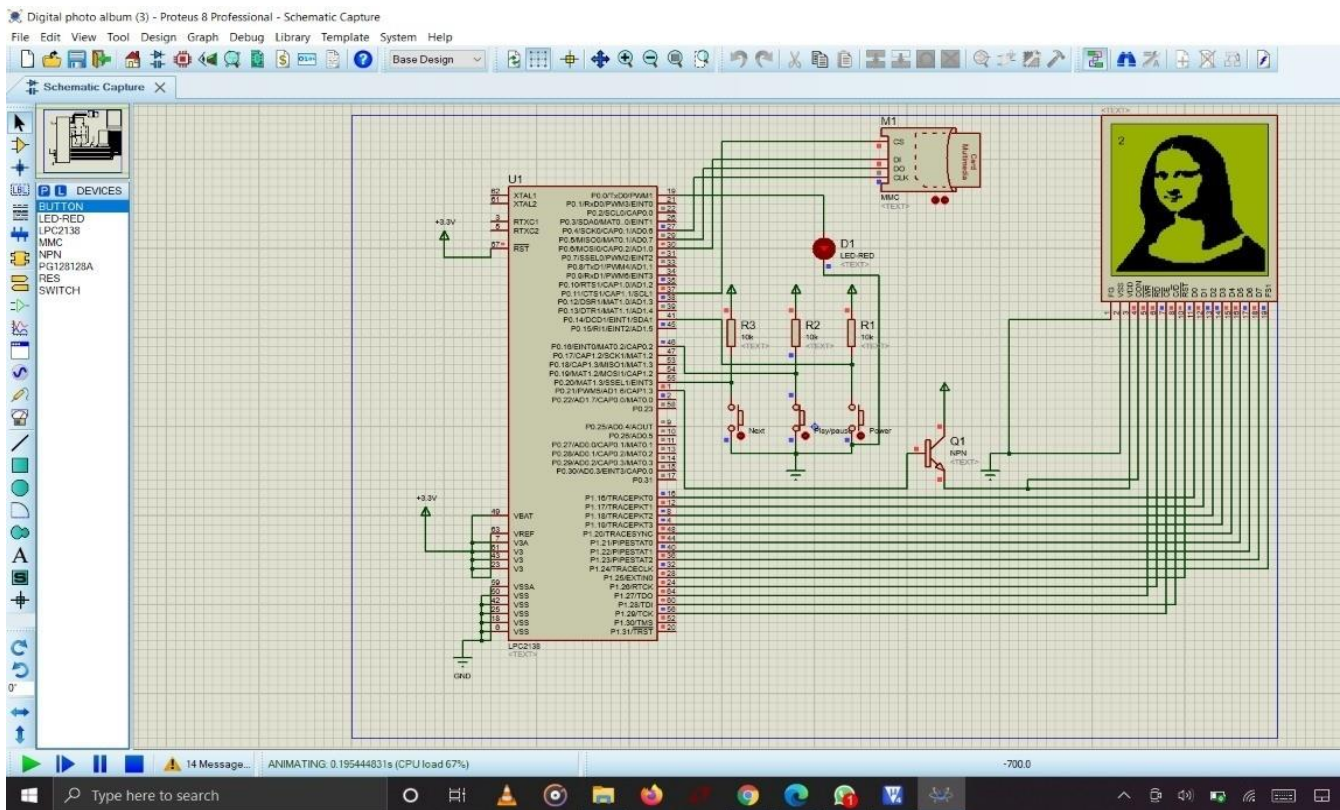 Digital photo album (3) - Proteus 8 Professional - Schematic Capture
File Edit View Tool Design Graph Debug Library Template System Help
Base Design
Schematic Capture
P L DEVICES
BUTTON
LED-RED
LPC2138
MMC
NPN
PG128128A
RES
SWITCH
0°
U1
XTAL1
XTAL2
RTXC1
RTXC2
RST
VBAT
VREF
V3A
V3
V3
V3
VSSA
VSS
VSS
VSS
VSS
VSS
P0.0/TxD0/PWM1
P0.1/RxD0/PWM3/EINT0
P0.2/SCL0/CAP0.0
P0.3/SDA0/MAT0.0/EINT1
P0.4/SCK0/CAP0.1/AD0.6
P0.5/MISO0/MAT0.1/AD0.7
P0.6/MOSI0/CAP0.2/AD1.0
P0.7/SSEL0/PWM2/EINT2
P0.8/TxD1/PWM4/AD1.1
P0.9/RxD1/PWM6/EINT3
P0.10/RTS1/CAP1.0/AD1.2
P0.11/CTS1/CAP1.1/SCL1
P0.12/DSR1/MAT1.0/AD1.3
P0.13/DTR1/MAT1.1/AD1.4
P0.14/DCD1/EINT1/SDA1
P0.15/RI1/EINT2/AD1.5
P0.16/EINT0/MAT0.2/CAP0.2
P0.17/CAP1.2/SCK1/MAT1.2
P0.18/CAP1.3/MISO1/MAT1.3
P0.19/MAT1.2/MOSI1/CAP1.2
P0.20/MAT1.3/SSEL1/EINT3
P0.21/PWM5/AD1.6/CAP1.3
P0.22/AD1.7/CAP0.0/MAT0.0
P0.23
P0.25/AD0.4/AOUT
P0.26/AD0.5
P0.27/AD0.0/CAP0.1/MAT0.1
P0.28/AD0.1/CAP0.2/MAT0.2
P0.29/AD0.2/CAP0.3/MAT0.3
P0.30/AD0.3/EINT3/CAP0.0
P0.31
P1.16/TRACEPKT0
P1.17/TRACEPKT1
P1.18/TRACEPKT2
P1.19/TRACEPKT3
P1.20/TRACESYNC
P1.21/PIPESTAT0
P1.22/PIPESTAT1
P1.23/PIPESTAT2
P1.24/TRACECLK
P1.25/EXTIN0
P1.26/RTCK
P1.27/TDO
P1.28/TDI
P1.29/TCK
P1.30/TMS
P1.31/TRST
LPC2138
<TEXT>
+3.3V
+3.3V
GND
M1
CS
DI
DO
CLK
Multimedia
Card
MMC
<TEXT>
D1
LED-RED
<TEXT>
R3
10k
<TEXT>
R2
10k
<TEXT>
R1
10k
<TEXT>
Next
Play/pause
Power
Q1
NPN
<TEXT>
<TEXT>
2
14 Message...
ANIMATING: 0.195444831s (CPU load 67%)
-700.0
Type here to search